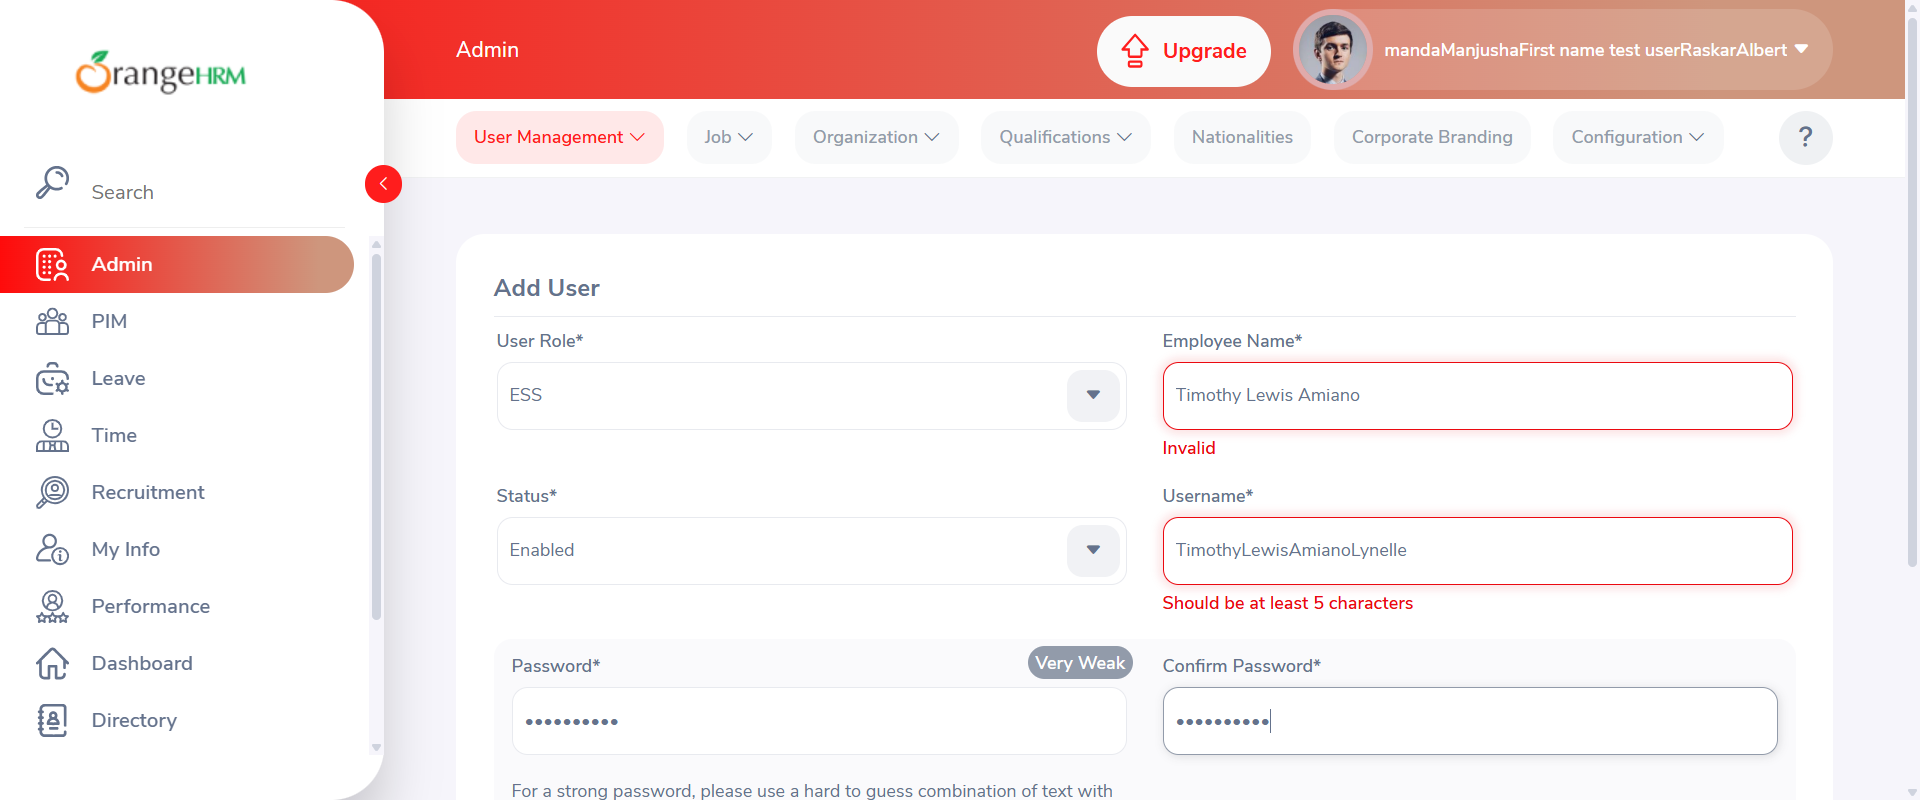 OrangeHRM
Admin
Upgrade
mandaManjushaFirst name test userRaskarAlbert
User Management
Job
Organization
Qualifications
Nationalities
Corporate Branding
Configuration
?
Search
Admin
PIM
Leave
Time
Recruitment
My Info
Performance
Dashboard
Directory
Add User
User Role*
Employee Name*
ESS
Timothy Lewis Amiano
Invalid
Status*
Username*
Enabled
TimothyLewisAmianoLynelle
Should be at least 5 characters
Password*
Very Weak
Confirm Password*
••••••••••
••••••••••
For a strong password, please use a hard to guess combination of text with